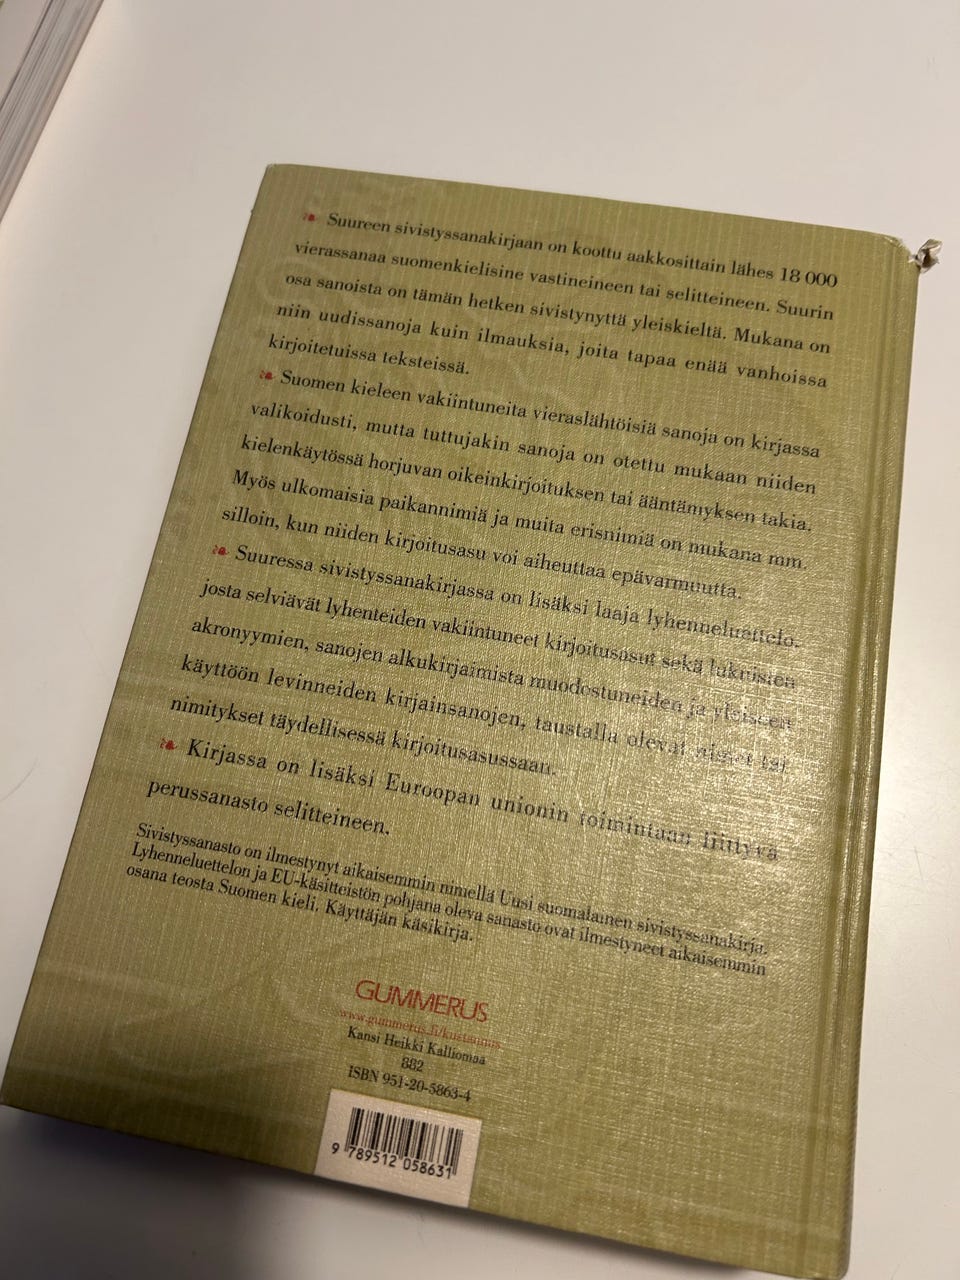 Suureen sivistyssanakirjaan on koottu aakkosittain lähes 18 000
vierassanaa suomenkielisine vastineineen tai selitteineen. Suurin
osa sanoista on tämän hetken sivistynyttä yleiskieltä. Mukana on
niin uudissanoja kuin ilmauksia, joita tapaa enää vanhoissa
kirjoitetuissa teksteissä.
Suomen kieleen vakiintuneita vieraslähtöisiä sanoja on kirjassa
valikoidusti, mutta tuttujakin sanoja on otettu mukaan niiden
kielenkäytössä horjuvan oikeinkirjoituksen tai ääntämyksen takia.
Myös ulkomaisia paikannimiä ja muita erisnimiä on mukana mm.
silloin, kun niiden kirjoitusasu voi aiheuttaa epävarmuutta.
Suuressa sivistyssanakirjassa on lisäksi laaja lyhenneluettelo,
josta selviävät lyhenteiden vakiintuneet kirjoitusasut sekä lukuisten
akronyymien, sanojen alkukirjaimista muodostuneiden ja yleiseen
käyttöön levinneiden kirjainsanojen, taustalla olevat nimet tai
nimitykset täydellisessä kirjoitusasussaan.
Kirjassa on lisäksi Euroopan unionin toimintaan liittyvä
perussanasto selitteineen.
Sivistyssanasto on ilmestynyt aikaisemmin nimellä Uusi suomalainen sivistyssanakirja.
Lyhenneluettelon ja EU-käsitteistön pohjana oleva sanasto ovat ilmestyneet aikaisemmin
osana teosta Suomen kieli. Käyttäjän käsikirja.
GUMMERUS
www.gummerus.fi/kustannus
Kansi Heikki Kalliomaa
882
ISBN 951-20-5863-4
9 789512 058631